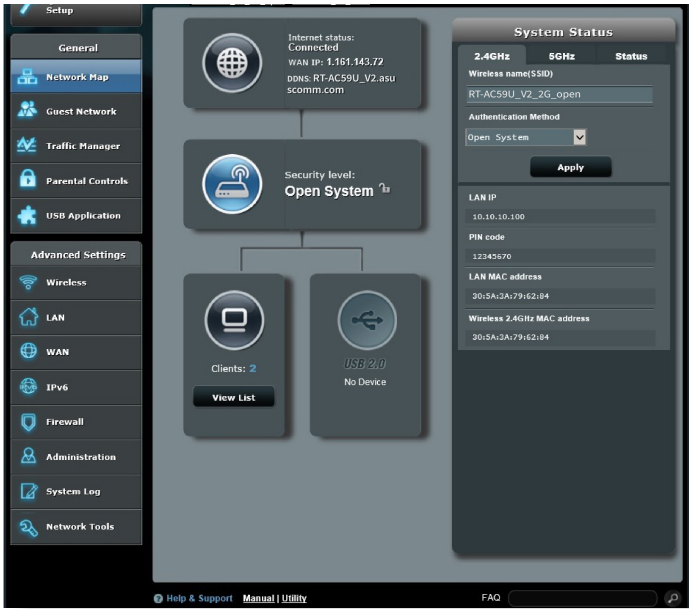 Setup
General
Network Map
Guest Network
Traffic Manager
Parental Controls
USB Application
Advanced Settings
Wireless
LAN
WAN
IPv6
Firewall
Administration
System Log
Network Tools
Internet status:
Connected
WAN IP: 1.161.143.72
DDNS: RT-AC59U_V2.asu
scomm.com
Security level:
Open System
Clients: 2
View List
USB 2.0
No Device
System Status
2.4GHz 5GHz Status
Wireless name(SSID)
RT-AC59U_V2_2G_open
Authentication Method
Open System
Apply
LAN IP
10.10.10.100
PIN code
12345670
LAN MAC address
30:5A:3A:79:62:84
Wireless 2.4GHz MAC address
30:5A:3A:79:62:84
Help & Support Manual | Utility
FAQ